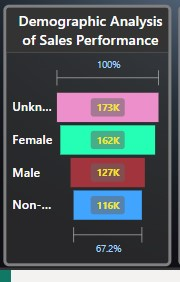 Demographic Analysis
of Sales Performance
100%
Unkn... 173K
Female 162K
Male 127K
Non-... 116K
67.2%